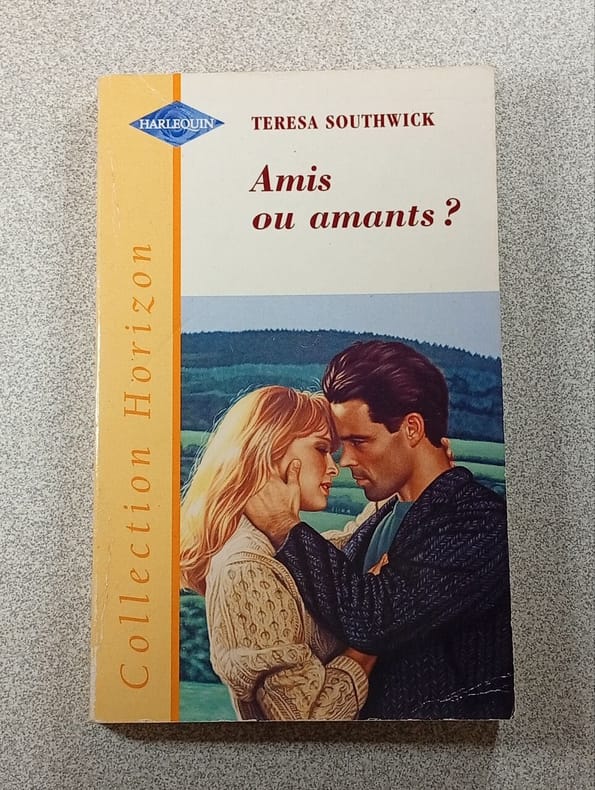 HARLEQUIN
TERESA SOUTHWICK
Amis
ou amants ?
Collection Horizon